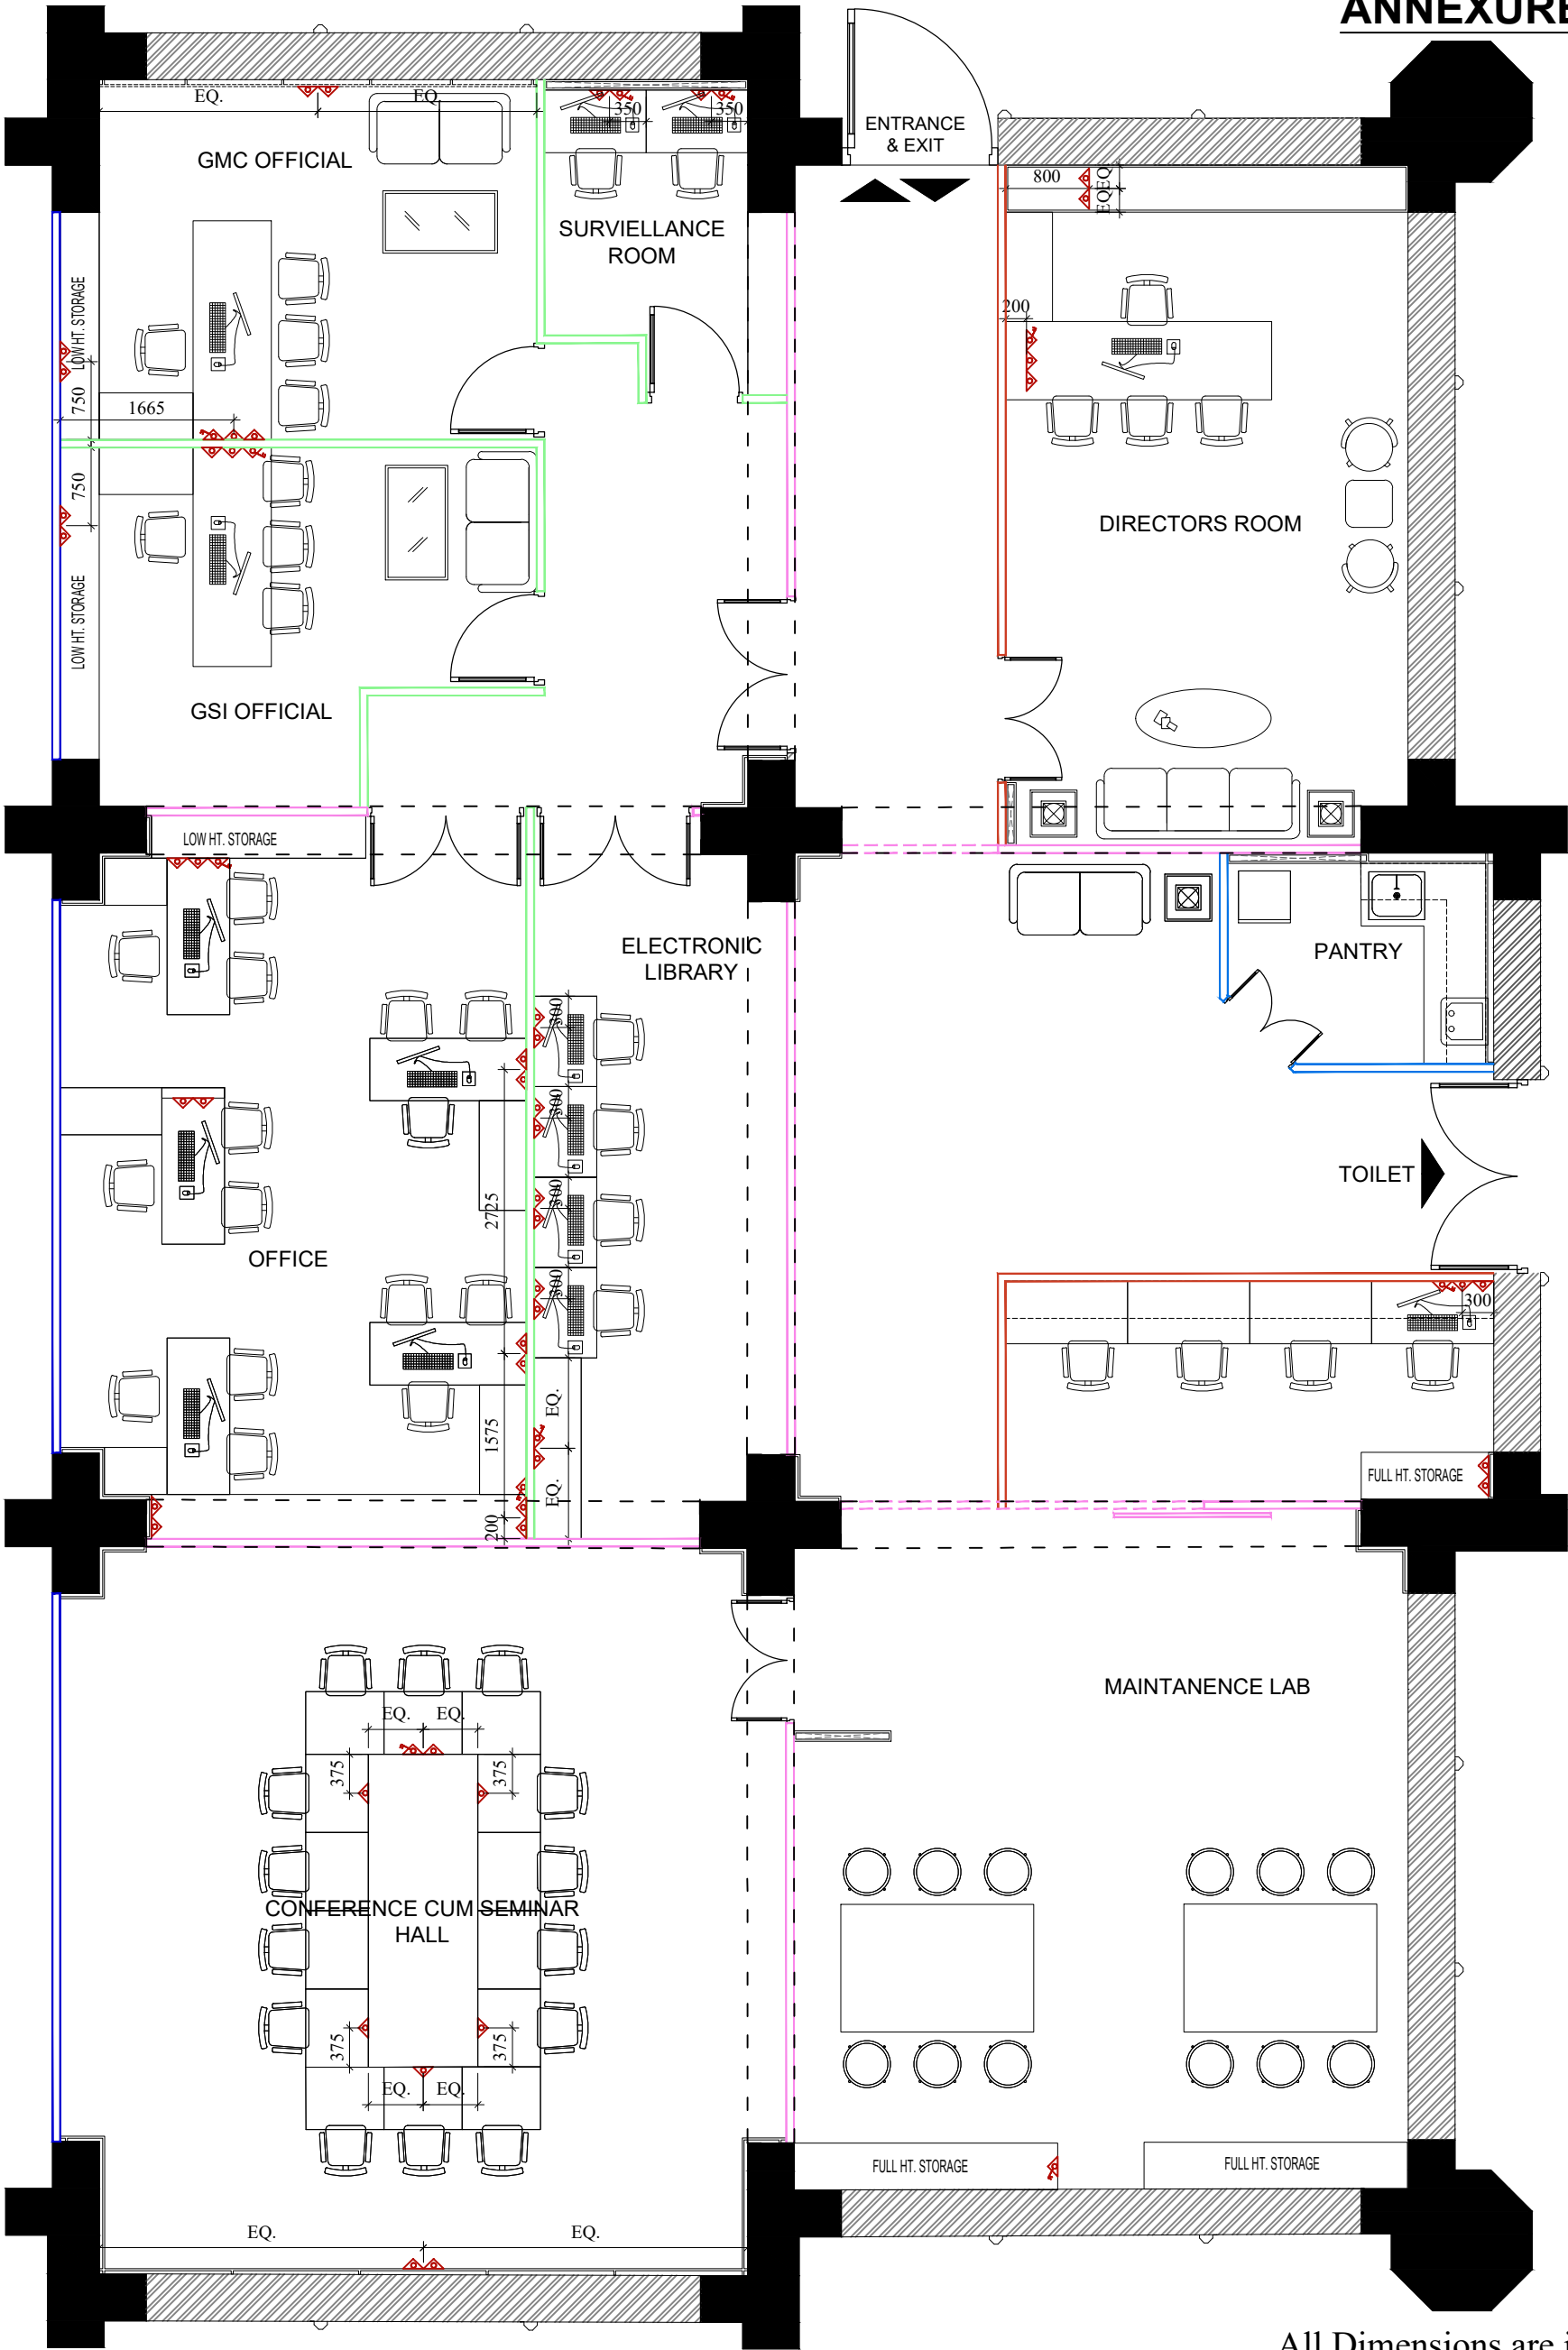 ANNEXURE
EQ.
EQ.
350
350
ENTRANCE
& EXIT
GMC OFFICIAL
800
EQ.
EQ.
SURVIELLANCE
ROOM
LOW HT. STORAGE
200
750
1665
750
DIRECTORS ROOM
LOW HT. STORAGE
GSI OFFICIAL
LOW HT. STORAGE
ELECTRONIC
LIBRARY
PANTRY
300
300
TOILET
300
2725
OFFICE
300
300
EQ.
1575
FULL HT. STORAGE
EQ.
200
MAINTANENCE LAB
EQ.
EQ.
375
375
CONFERENCE CUM SEMINAR
HALL
375
375
EQ.
EQ.
FULL HT. STORAGE
FULL HT. STORAGE
EQ.
EQ.
All Dimensions are